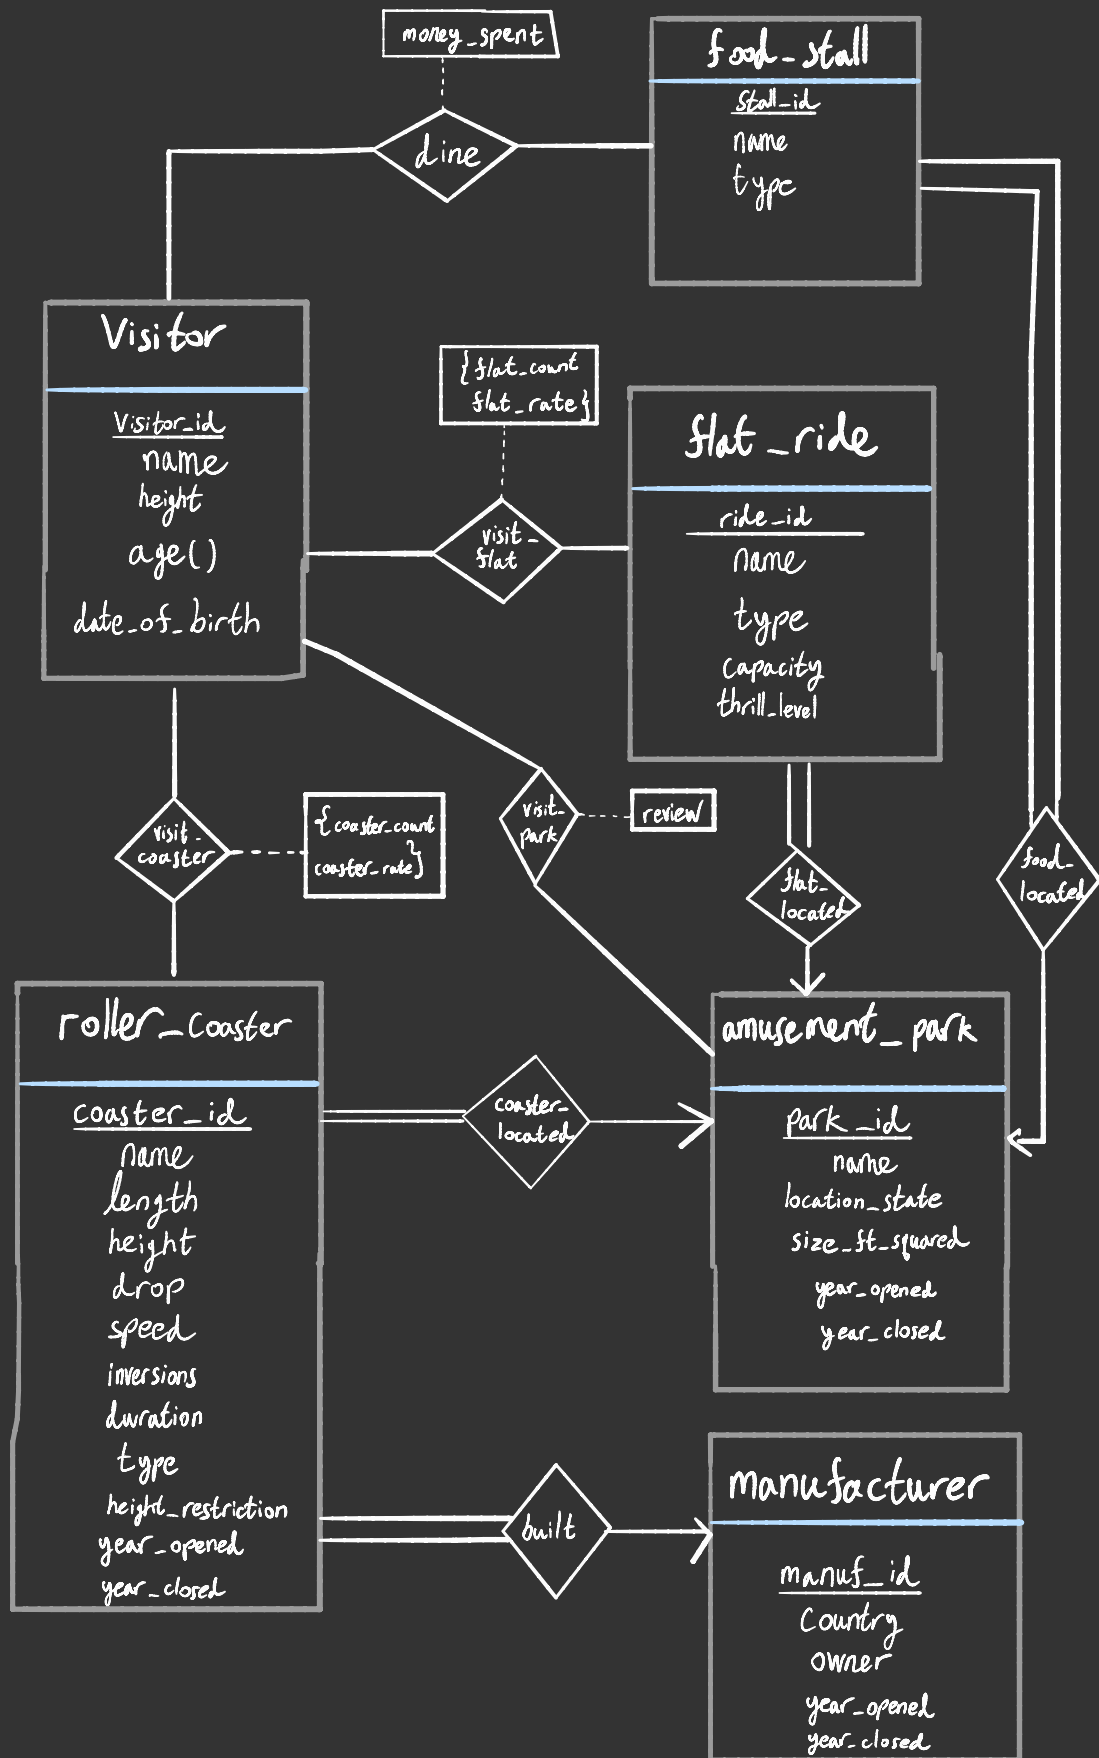 money_spent
food_stall
stall_id
name
type
dine
Visitor
Visitor_id
name
height
age()
date_of_birth
{flat_count
flat_rate}
visit_
flat
flat_ride
ride_id
name
type
capacity
thrill_level
visit_
coaster
{coaster_count
coaster_rate}
visit_
park
review
flat_
located
food_
located
roller_coaster
coaster_id
name
length
height
drop
speed
inversions
duration
type
height_restriction
year_opened
year_closed
coaster_
located
amusement_park
park_id
name
location_state
size_ft_squared
year_opened
year_closed
built
manufacturer
manuf_id
Country
owner
year_opened
year_closed